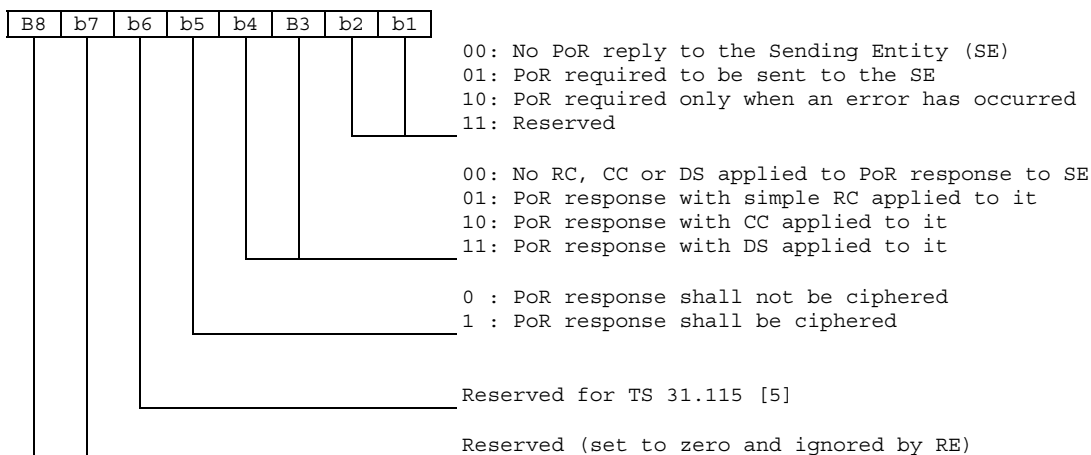 B8 b7 b6 b5 b4 B3 b2 b1
00: No PoR reply to the Sending Entity (SE)
01: PoR required to be sent to the SE
10: PoR required only when an error has occurred
11: Reserved
00: No RC, CC or DS applied to PoR response to SE
01: PoR response with simple RC applied to it
10: PoR response with CC applied to it
11: PoR response with DS applied to it
0 : PoR response shall not be ciphered
1 : PoR response shall be ciphered
Reserved for TS 31.115 [5]
Reserved (set to zero and ignored by RE)